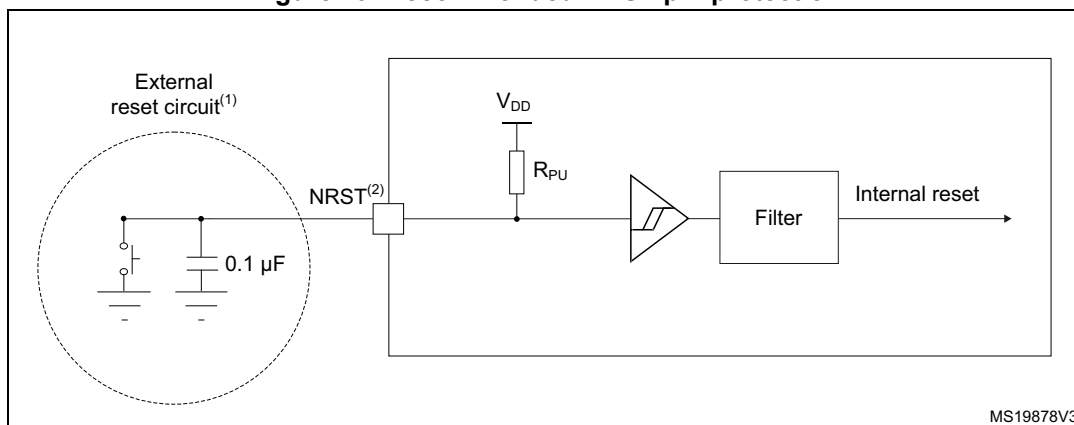 External
reset circuit(1)
VDD
RPU
NRST(2)
Filter
Internal reset
0.1 µF
MS19878V3